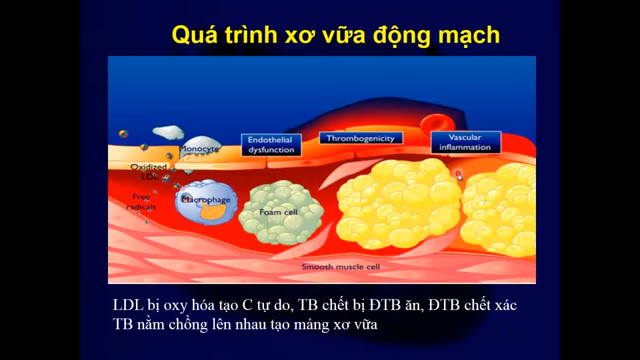 Quá trình xơ vữa động mạch
Monocyte
Endothelial
dysfunction
Thrombogenicity
Vascular
inflammation
Oxidized
LDL
Free
radicals
Macrophage
Foam cell
Smooth muscle cell
LDL bị oxy hóa tạo C tự do, TB chết bị ĐTB ăn, ĐTB chết xác
TB nằm chồng lên nhau tạo mảng xơ vữa